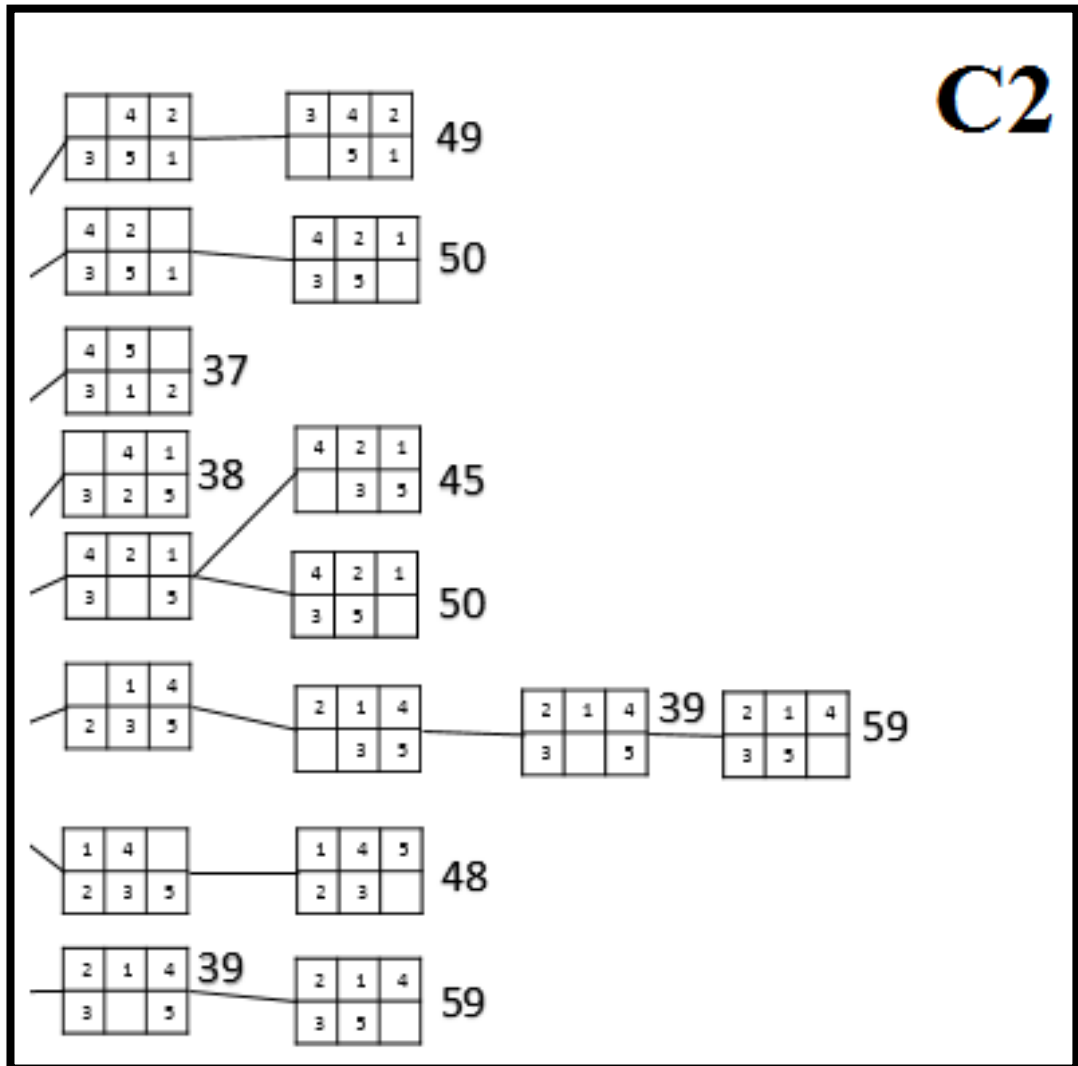 C2
4 2 3 4 2
3 5 1 5 1 49
4 2 4 2 1
3 5 1 3 5 50
4 5
3 1 2 37
4 1 4 2 1
3 2 5 38 3 5 45
4 2 1 4 2 1
3 5 3 5 50
1 4 2 1 4 2 1 4 39 2 1 4
2 3 5 3 5 3 5 3 5 59
1 4 1 4 5
2 3 5 2 3 48
2 1 4 39 2 1 4
3 5 3 5 59